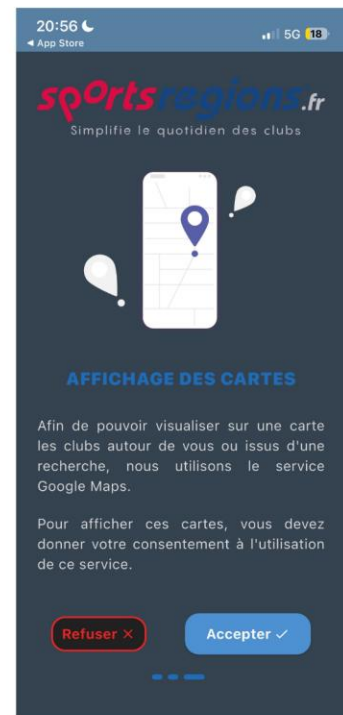 20:56
5G 18
◀ App Store
sportsregions.fr
Simplifie le quotidien des clubs
AFFICHAGE DES CARTES
Afin de pouvoir visualiser sur une carte
les clubs autour de vous ou issus d'une
recherche, nous utilisons le service
Google Maps.
Pour afficher ces cartes, vous devez
donner votre consentement à l'utilisation
de ce service.
Refuser ×
Accepter ✓